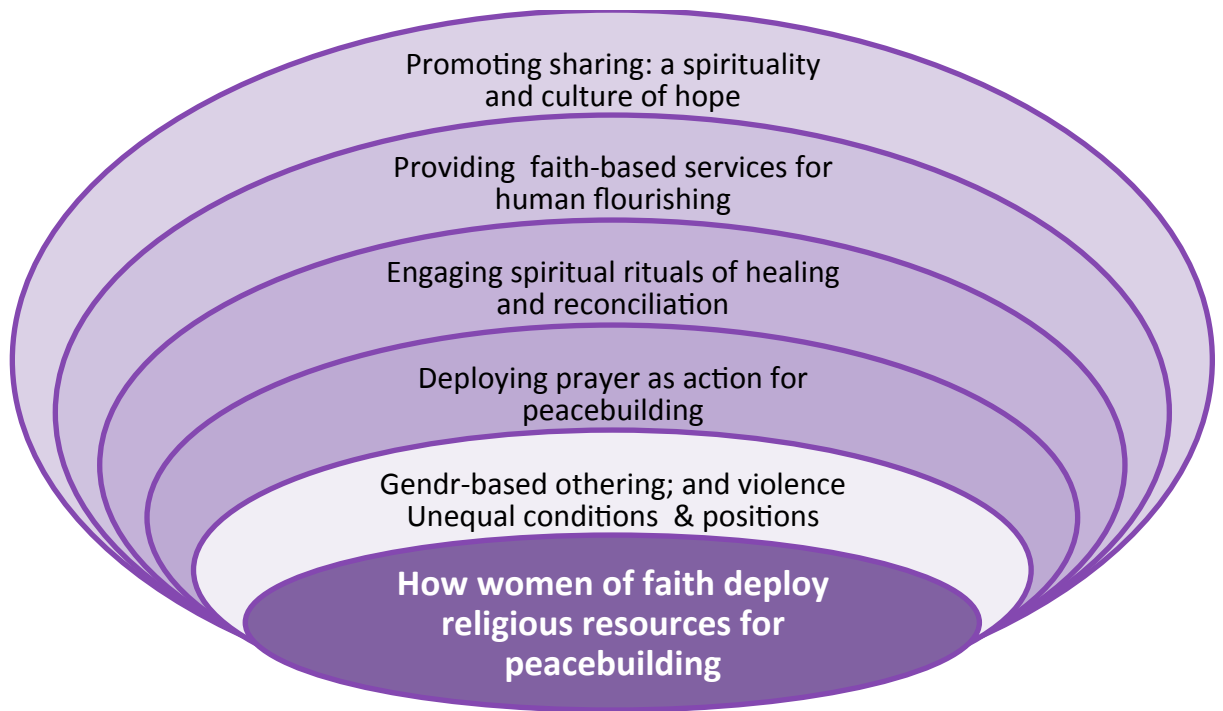 Promoting sharing: a spirituality
and culture of hope
Providing  faith-based services for
human flourishing
Engaging spiritual rituals of healing
and reconciliation
Deploying prayer as action for
peacebuilding
Gendr-based othering; and violence
Unequal conditions  & positions
How women of faith deploy
religious resources for
peacebuilding